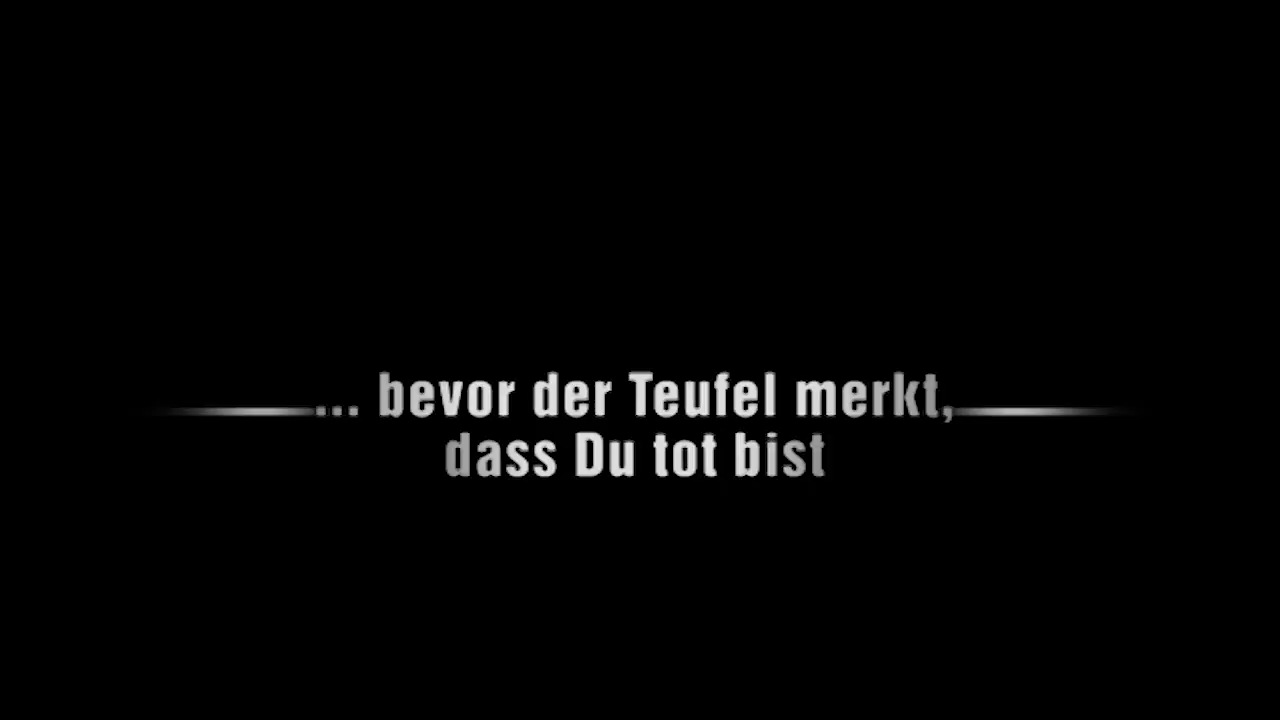 ... bevor der Teufel merkt,
dass Du tot bist